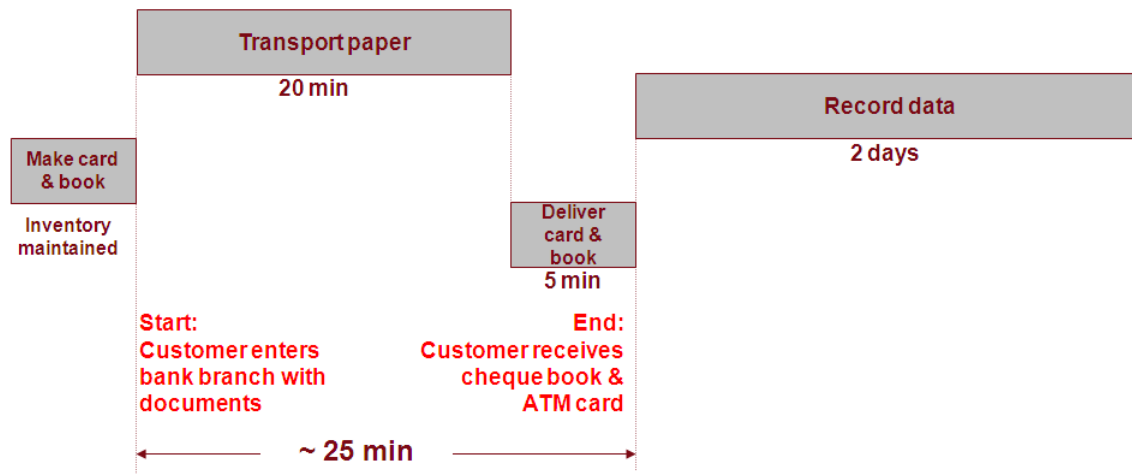 Transport paper
20 min
Record data
2 days
Make card
& book
Inventory
maintained
Deliver
card &
book
5 min
Start:
Customer enters
bank branch with
documents
End:
Customer receives
cheque book &
ATM card
~ 25 min